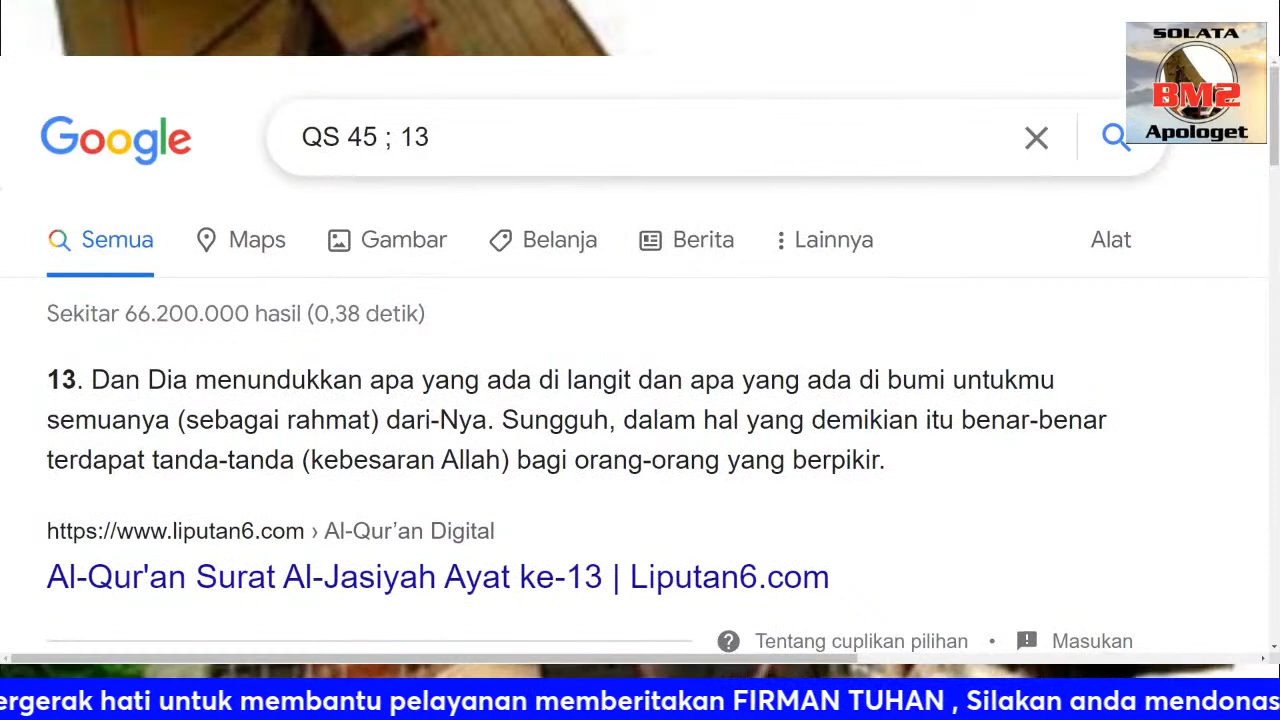 SOLATA
BM2
Apologet
Google
QS 45 ; 13
Semua
Maps
Gambar
Belanja
Berita
Lainnya
Alat
Sekitar 66.200.000 hasil (0,38 detik)
13. Dan Dia menundukkan apa yang ada di langit dan apa yang ada di bumi untukmu
semuanya (sebagai rahmat) dari-Nya. Sungguh, dalam hal yang demikian itu benar-benar
terdapat tanda-tanda (kebesaran Allah) bagi orang-orang yang berpikir.
https://www.liputan6.com › Al-Qur’an Digital
Al-Qur'an Surat Al-Jasiyah Ayat ke-13 | Liputan6.com
Tentang cuplikan pilihan • Masukan
ergerak hati untuk membantu pelayanan memberitakan FIRMAN TUHAN , Silakan anda mendonas